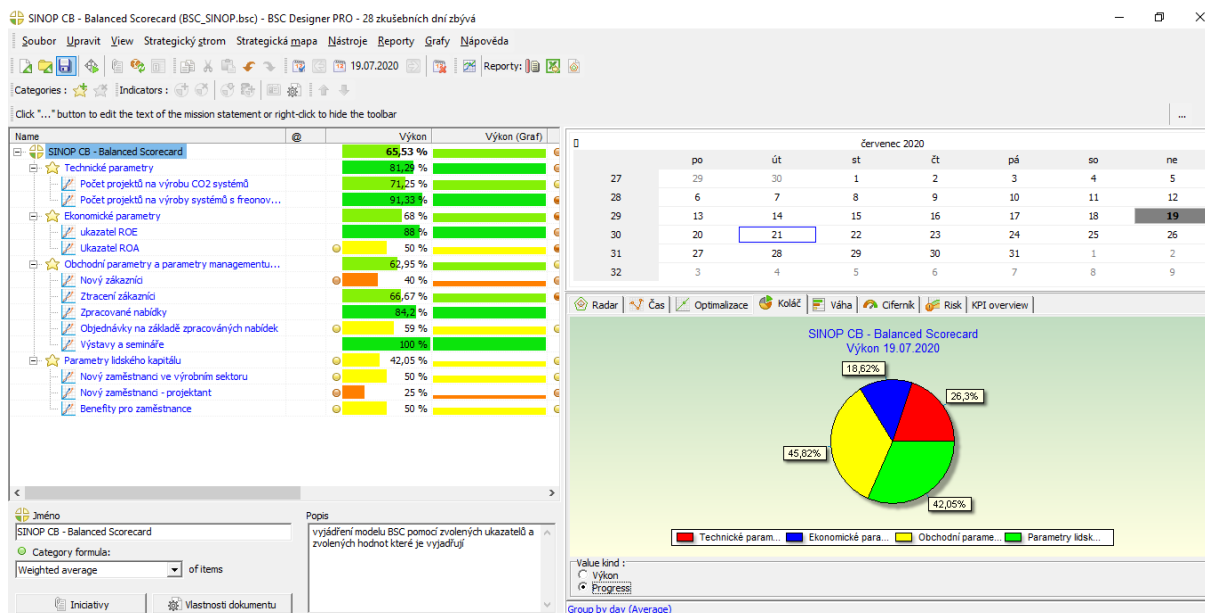 SINOP CB - Balanced Scorecard (BSC_SINOP.bsc) - BSC Designer PRO - 28 zkušebních dní zbývá
Soubor Upravit View Strategický strom Strategická mapa Nástroje Reporty Grafy Nápověda
19.07.2020 Reporty:
Categories : Indicators :
Click "..." button to edit the text of the mission statement or right-click to hide the toolbar ...
Name @ Výkon Výkon (Graf)
SINOP CB - Balanced Scorecard 65,53 %
Technické parametry 81,29 %
Počet projektů na výrobu CO2 systémů 71,25 %
Počet projektů na výroby systémů s freonov... 91,33 %
Ekonomické parametry 68 %
ukazatel ROE 88 %
Ukazatel ROA 50 %
Obchodní parametry a parametry managementu... 62,95 %
Nový zákazníci 40 %
Ztracení zákazníci 66,67 %
Zpracované nabídky 84,2 %
Objednávky na základě zpracováných nabídek 59 %
Výstavy a semináře 100 %
Parametry lidského kapitálu 42,05 %
Nový zaměstnanci ve výrobním sektoru 50 %
Nový zaměstnanci - projektant 25 %
Benefity pro zaměstnance 50 %
Jméno
SINOP CB - Balanced Scorecard
Category formula:
Weighted average of items
Iniciativy Vlastnosti dokumentu
Popis
vyjádření modelu BSC pomocí zvolených ukazatelů a
zvolených hodnot které je vyjadřují
červenec 2020
po út st čt pá so ne
27 29 30 1 2 3 4 5
28 6 7 8 9 10 11 12
29 13 14 15 16 17 18 19
30 20 21 22 23 24 25 26
31 27 28 29 30 31 1 2
32 3 4 5 6 7 8 9
Radar Čas Optimalizace Koláč Váha Ciferník Risk KPI overview
SINOP CB - Balanced Scorecard
Výkon 19.07.2020
18,62%
26,3%
45,82%
42,05%
Technické param... Ekonomické para... Obchodní parame... Parametry lidsk...
Value kind :
Výkon
Progress
Group by day (Average)